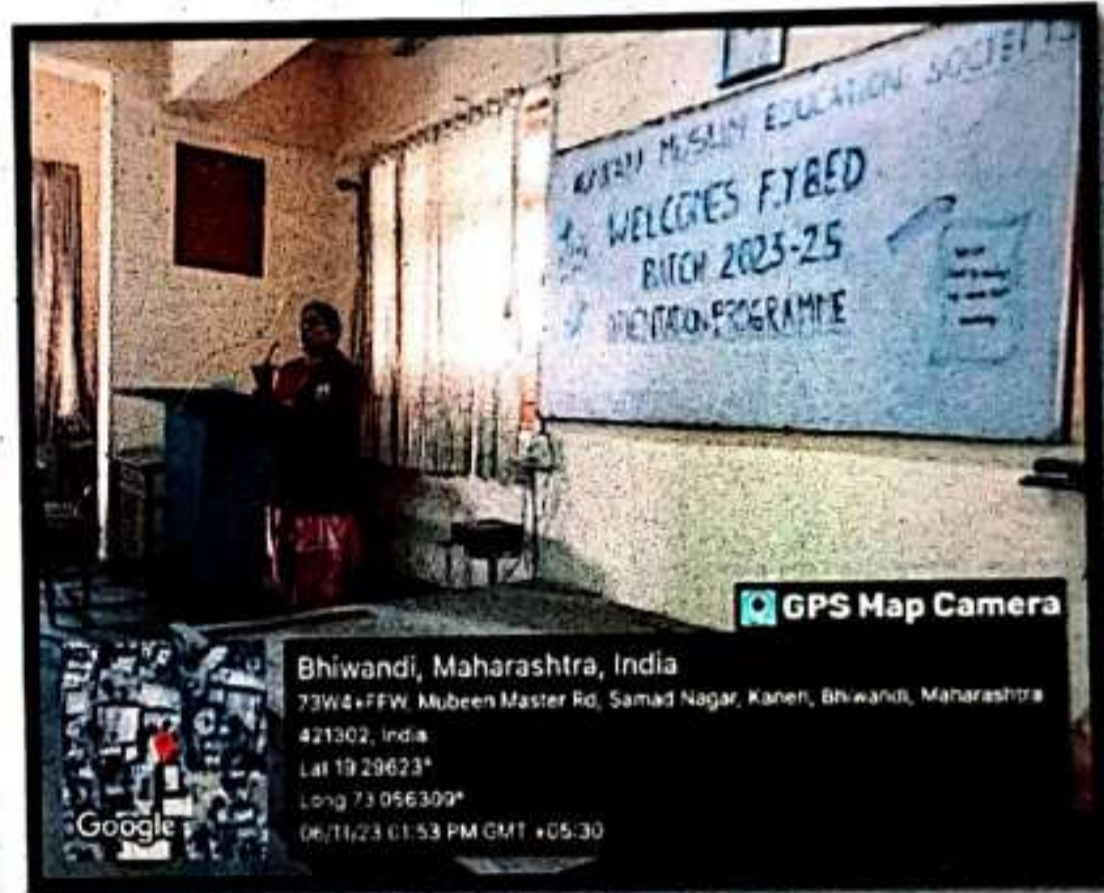 MUSLIM EDUCATION SOCIETY'S
WELCOMES F.Y.BED
BATCH 2023-25
ORIENTATION PROGRAMME
GPS Map Camera
Bhiwandi, Maharashtra, India
73W4+FFW, Mubeen Master Rd, Samad Nagar, Kaneri, Bhiwandi, Maharashtra
421302, India
Lat 19.29623°
Long 73.056309°
06/11/23 01:53 PM GMT +05:30
Google